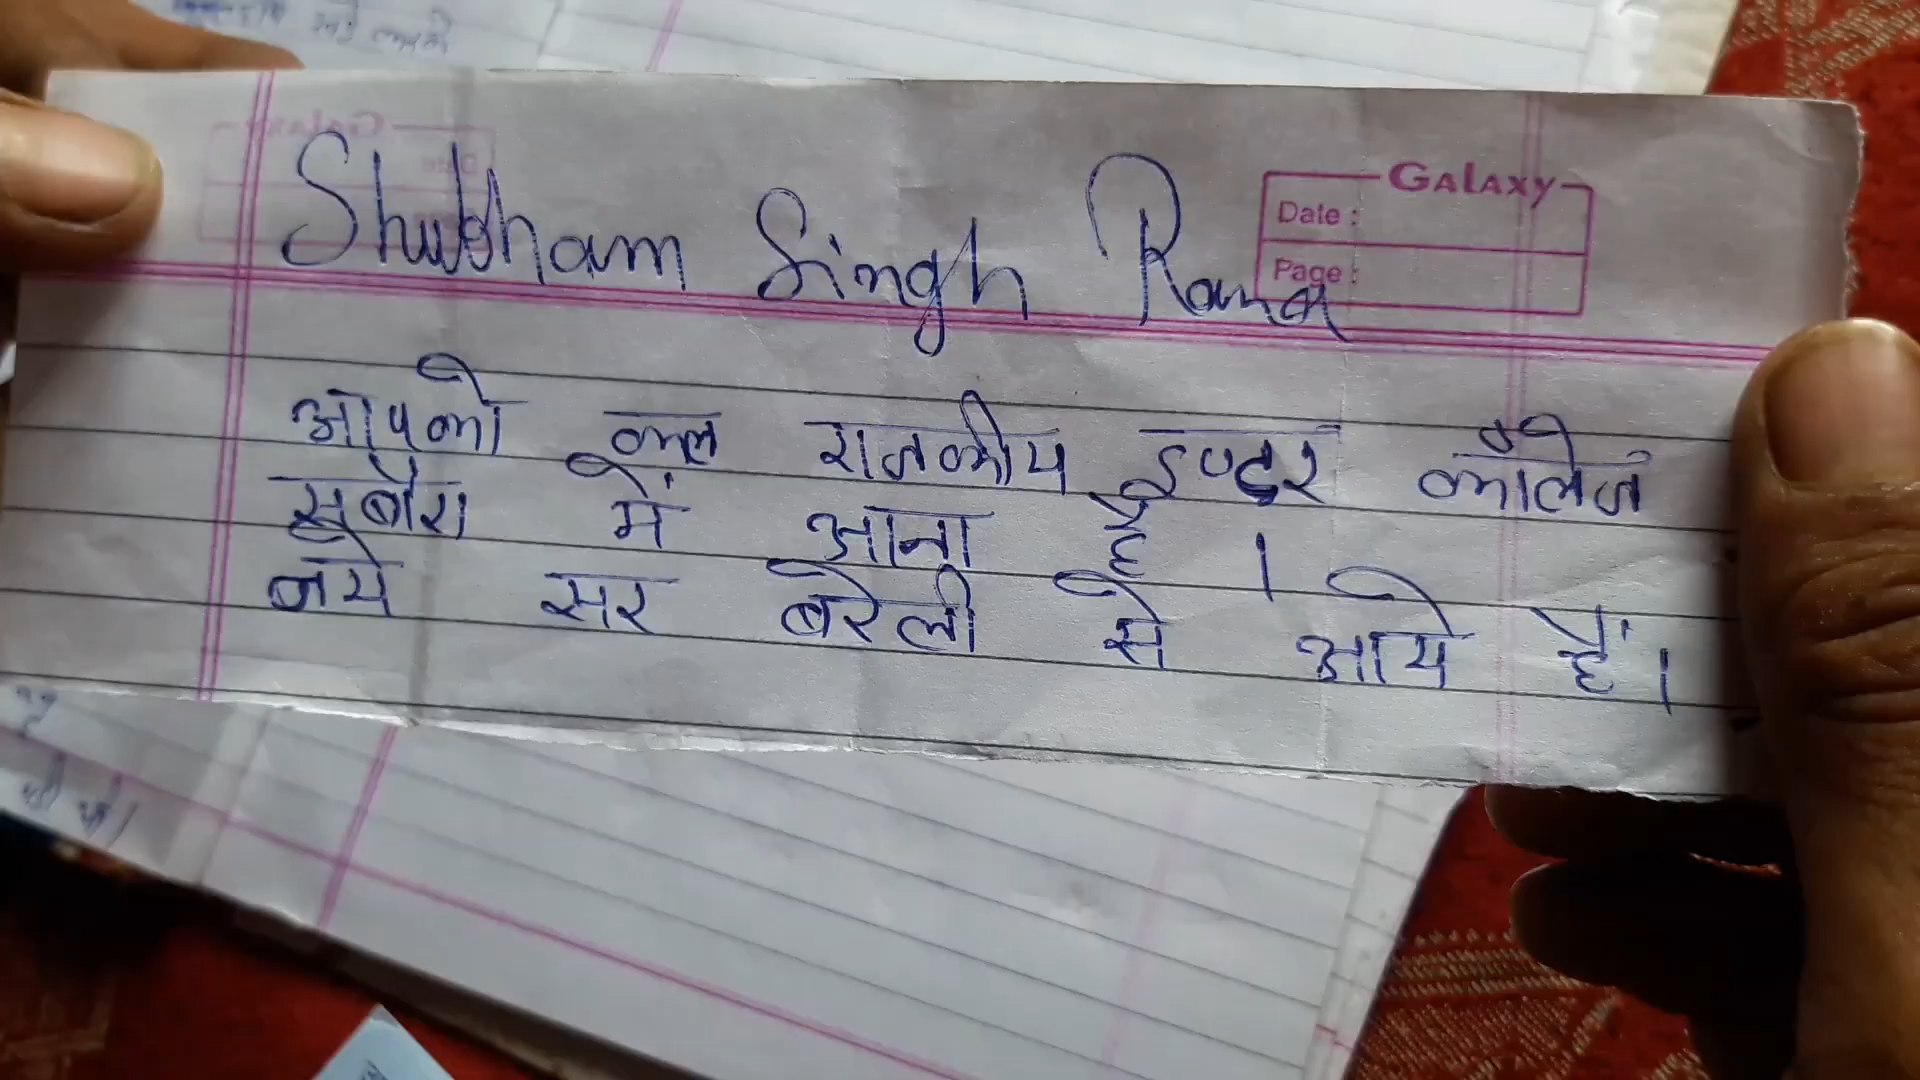 Shubham Singh Rana
GALAXY
Date :
Page :
आपको कल राजकीय इण्टर कॉलेज
सूबौरा में आना है ।
नये सर बरेली से आये हैं।